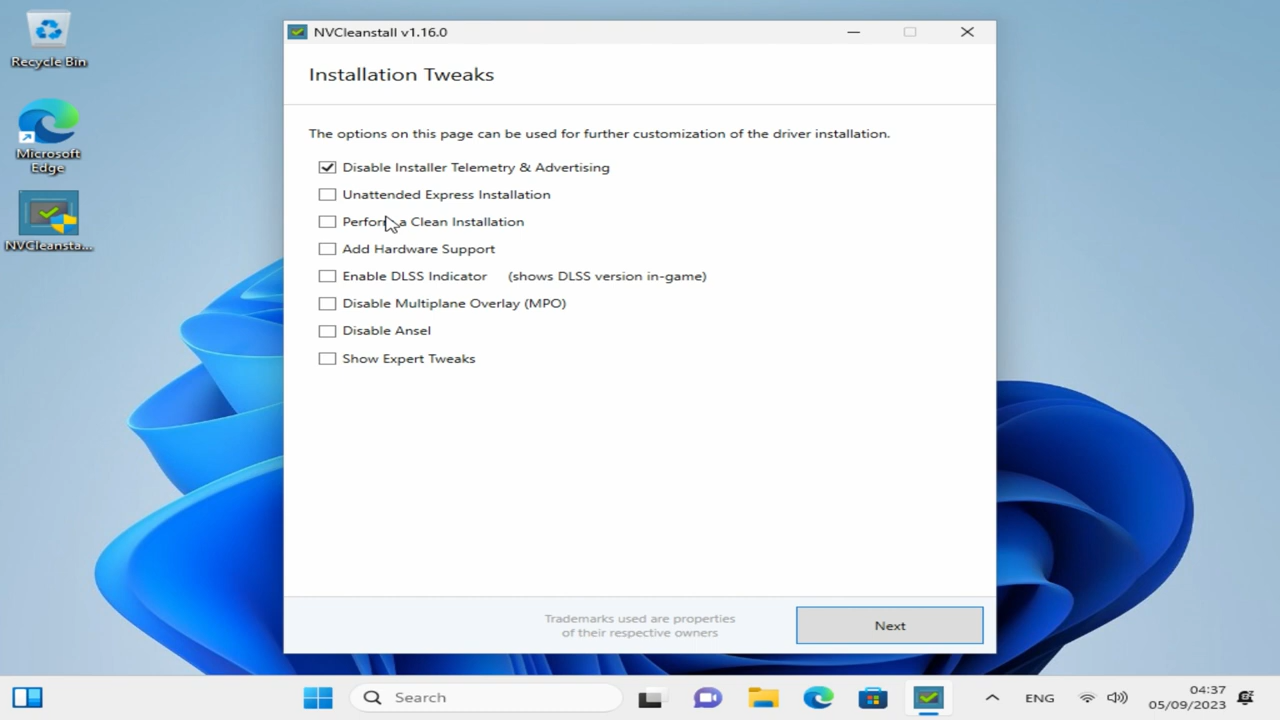 Recycle Bin
Microsoft
Edge
NVCleansta...
NVCleanstall v1.16.0
Installation Tweaks
The options on this page can be used for further customization of the driver installation.
Disable Installer Telemetry & Advertising
Unattended Express Installation
Perform a Clean Installation
Add Hardware Support
Enable DLSS Indicator (shows DLSS version in-game)
Disable Multiplane Overlay (MPO)
Disable Ansel
Show Expert Tweaks
Trademarks used are properties
of their respective owners
Next
Search
ENG
04:37
05/09/2023